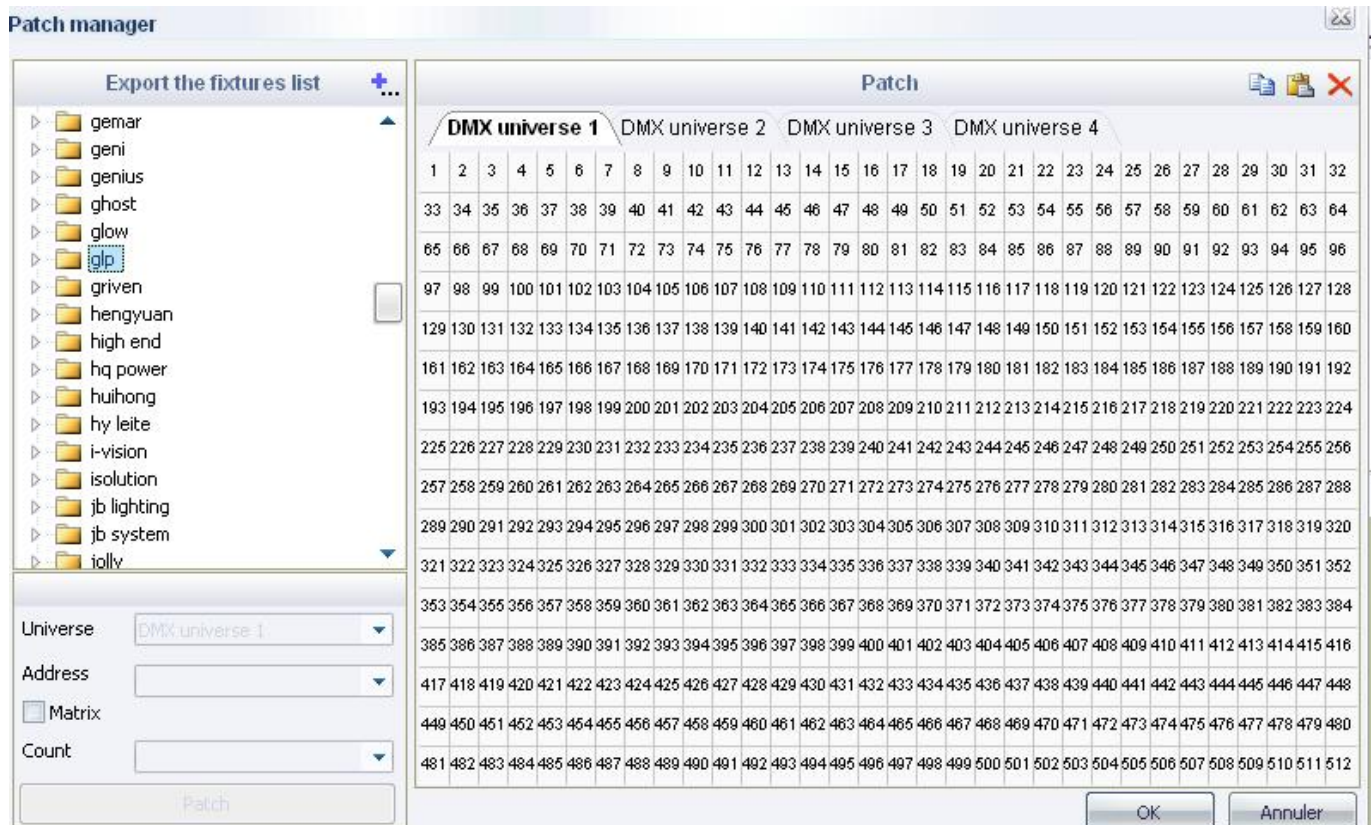 Patch manager
Export the fixtures list
gemar
geni
genius
ghost
glow
glp
griven
hengyuan
high end
hq power
huihong
hy leite
i-vision
isolution
jb lighting
jb system
jolly
Universe DMX universe 1
Address
Matrix
Count
Patch
Patch
DMX universe 1 DMX universe 2 DMX universe 3 DMX universe 4
1 2 3 4 5 6 7 8 9 10 11 12 13 14 15 16 17 18 19 20 21 22 23 24 25 26 27 28 29 30 31 32
33 34 35 36 37 38 39 40 41 42 43 44 45 46 47 48 49 50 51 52 53 54 55 56 57 58 59 60 61 62 63 64
65 66 67 68 69 70 71 72 73 74 75 76 77 78 79 80 81 82 83 84 85 86 87 88 89 90 91 92 93 94 95 96
97 98 99 100 101 102 103 104 105 106 107 108 109 110 111 112 113 114 115 116 117 118 119 120 121 122 123 124 125 126 127 128
129 130 131 132 133 134 135 136 137 138 139 140 141 142 143 144 145 146 147 148 149 150 151 152 153 154 155 156 157 158 159 160
161 162 163 164 165 166 167 168 169 170 171 172 173 174 175 176 177 178 179 180 181 182 183 184 185 186 187 188 189 190 191 192
193 194 195 196 197 198 199 200 201 202 203 204 205 206 207 208 209 210 211 212 213 214 215 216 217 218 219 220 221 222 223 224
225 226 227 228 229 230 231 232 233 234 235 236 237 238 239 240 241 242 243 244 245 246 247 248 249 250 251 252 253 254 255 256
257 258 259 260 261 262 263 264 265 266 267 268 269 270 271 272 273 274 275 276 277 278 279 280 281 282 283 284 285 286 287 288
289 290 291 292 293 294 295 296 297 298 299 300 301 302 303 304 305 306 307 308 309 310 311 312 313 314 315 316 317 318 319 320
321 322 323 324 325 326 327 328 329 330 331 332 333 334 335 336 337 338 339 340 341 342 343 344 345 346 347 348 349 350 351 352
353 354 355 356 357 358 359 360 361 362 363 364 365 366 367 368 369 370 371 372 373 374 375 376 377 378 379 380 381 382 383 384
385 386 387 388 389 390 391 392 393 394 395 396 397 398 399 400 401 402 403 404 405 406 407 408 409 410 411 412 413 414 415 416
417 418 419 420 421 422 423 424 425 426 427 428 429 430 431 432 433 434 435 436 437 438 439 440 441 442 443 444 445 446 447 448
449 450 451 452 453 454 455 456 457 458 459 460 461 462 463 464 465 466 467 468 469 470 471 472 473 474 475 476 477 478 479 480
481 482 483 484 485 486 487 488 489 490 491 492 493 494 495 496 497 498 499 500 501 502 503 504 505 506 507 508 509 510 511 512
OK Annuler